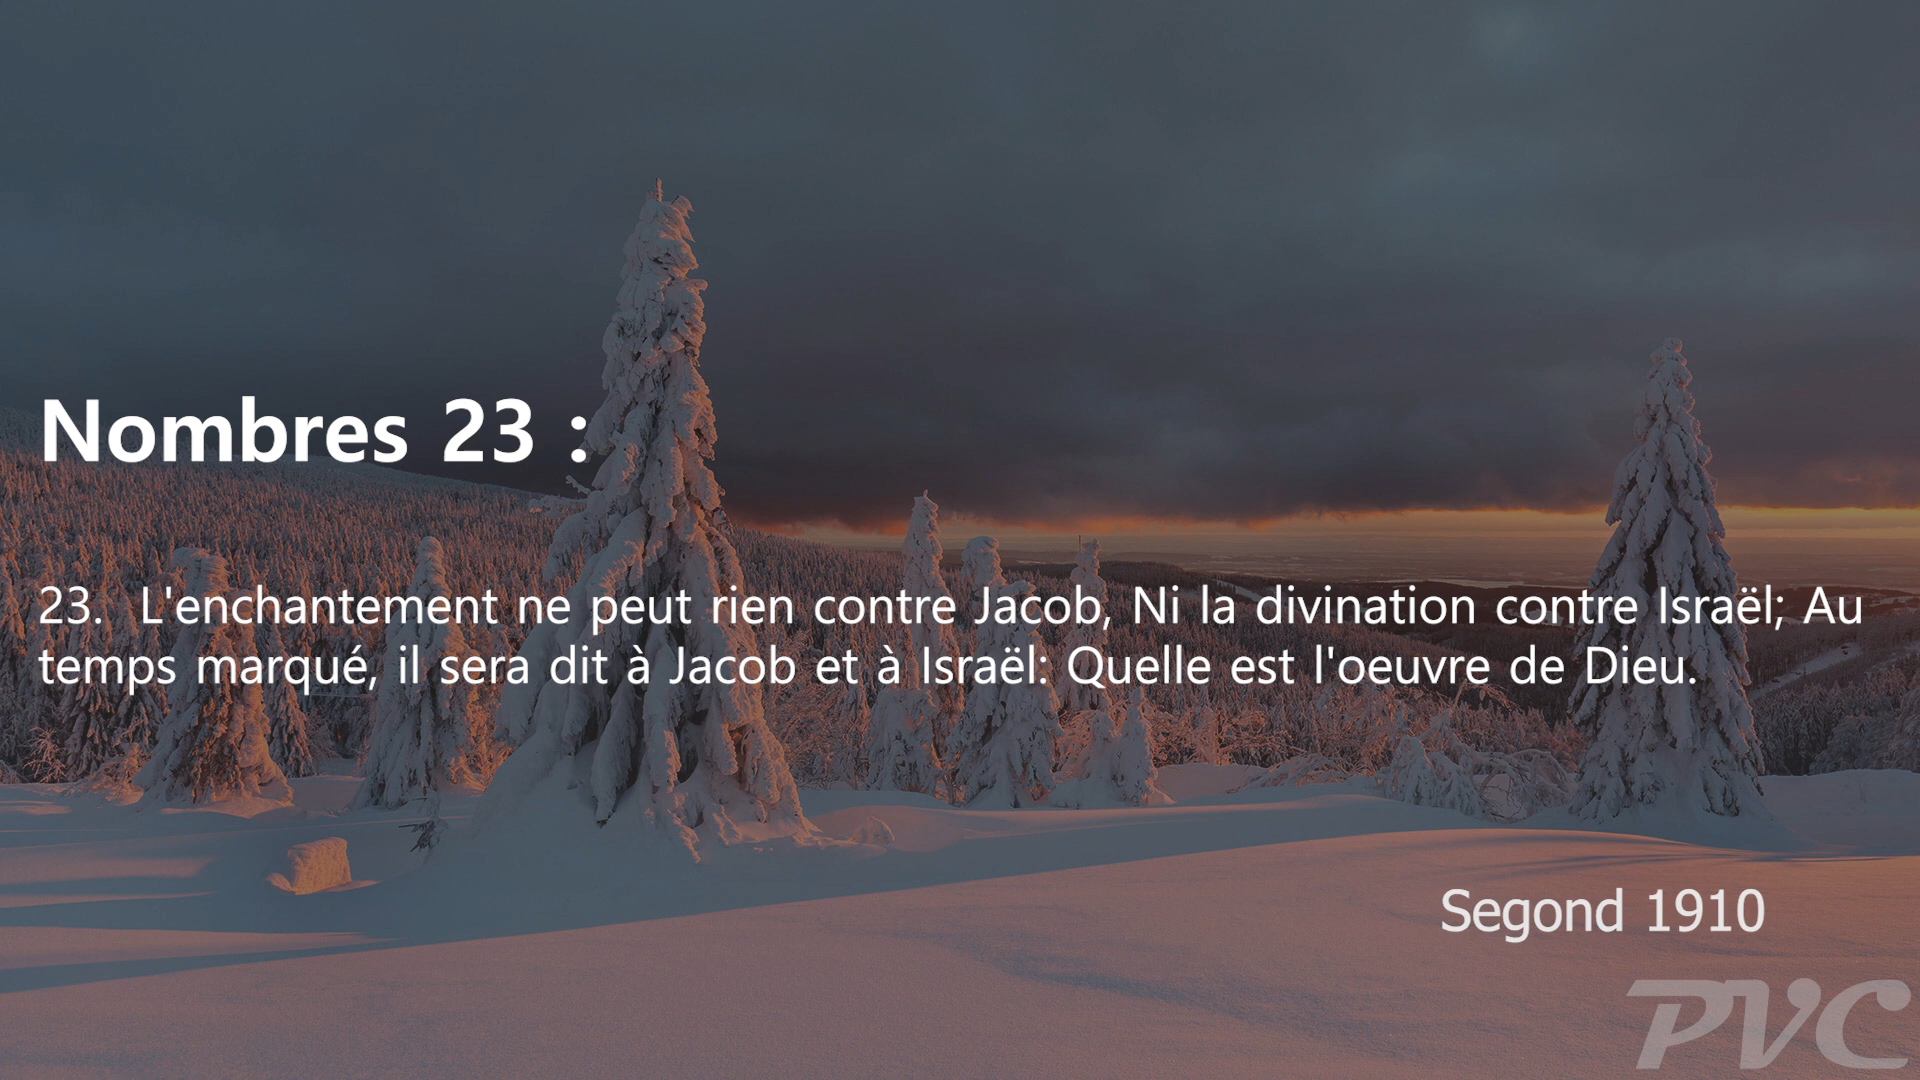 Nombres 23 :
23. L'enchantement ne peut rien contre Jacob, Ni la divination contre Israël; Au
temps marqué, il sera dit à Jacob et à Israël: Quelle est l'oeuvre de Dieu.
Segond 1910
PVC